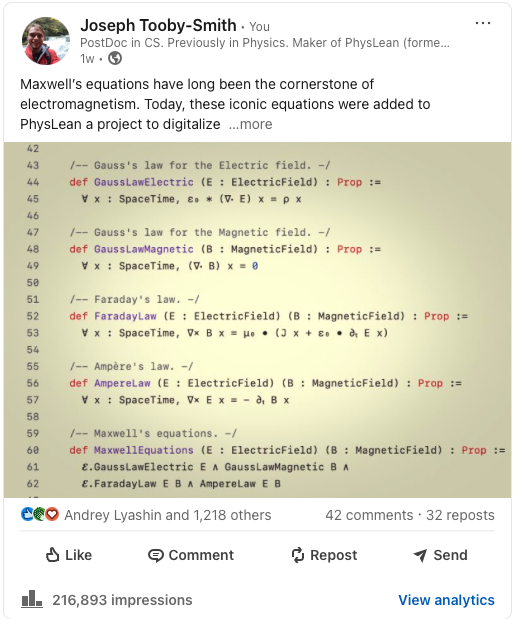 Joseph Tooby-Smith · You
PostDoc in CS. Previously in Physics. Maker of PhysLean (forme...
1w ·
Maxwell's equations have long been the cornerstone of
electromagnetism. Today, these iconic equations were added to
PhysLean a project to digitalize ...more
42
43 /-- Gauss's law for the Electric field. -/
44 def GaussLawElectric (E : ElectricField) : Prop :=
45 ∀ x : SpaceTime, ε₀ * (∇⬝ E) x = ρ x
46
47 /-- Gauss's law for the Magnetic field. -/
48 def GaussLawMagnetic (B : MagneticField) : Prop :=
49 ∀ x : SpaceTime, (∇⬝ B) x = 0
50
51 /-- Faraday's law. -/
52 def FaradayLaw (E : ElectricField) (B : MagneticField) : Prop :=
53 ∀ x : SpaceTime, ∇× B x = μ₀ • (J x + ε₀ • ∂ₜ E x)
54
55 /-- Ampère's law. -/
56 def AmpereLaw (E : ElectricField) (B : MagneticField) : Prop :=
57 ∀ x : SpaceTime, ∇× E x = - ∂ₜ B x
58
59 /-- Maxwell's equations. -/
60 def MaxwellEquations (E : ElectricField) (B : MagneticField) : Prop :=
61 𝓔.GaussLawElectric E ∧ GaussLawMagnetic B ∧
62 𝓔.FaradayLaw E B ∧ AmpereLaw E B
Andrey Lyashin and 1,218 others 42 comments · 32 reposts
Like Comment Repost Send
216,893 impressions View analytics